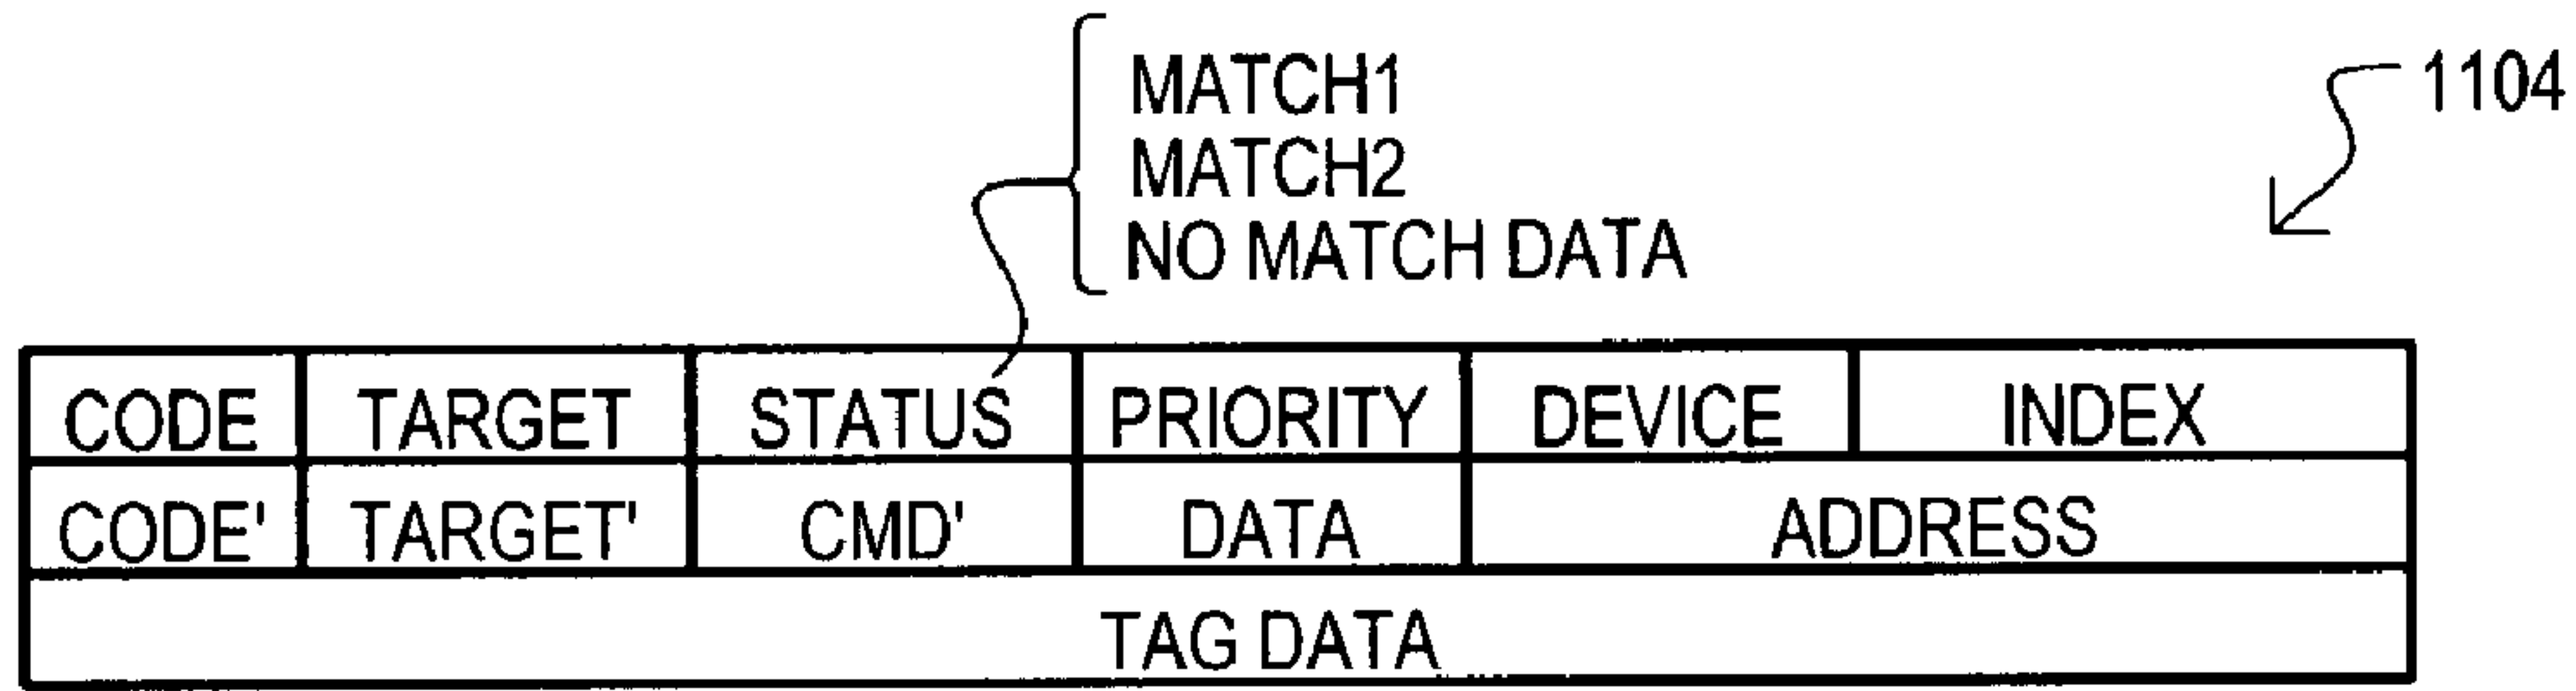 MATCH1
MATCH2
NO MATCH DATA
1104
CODE TARGET STATUS PRIORITY DEVICE INDEX
CODE' TARGET' CMD' DATA ADDRESS
TAG DATA